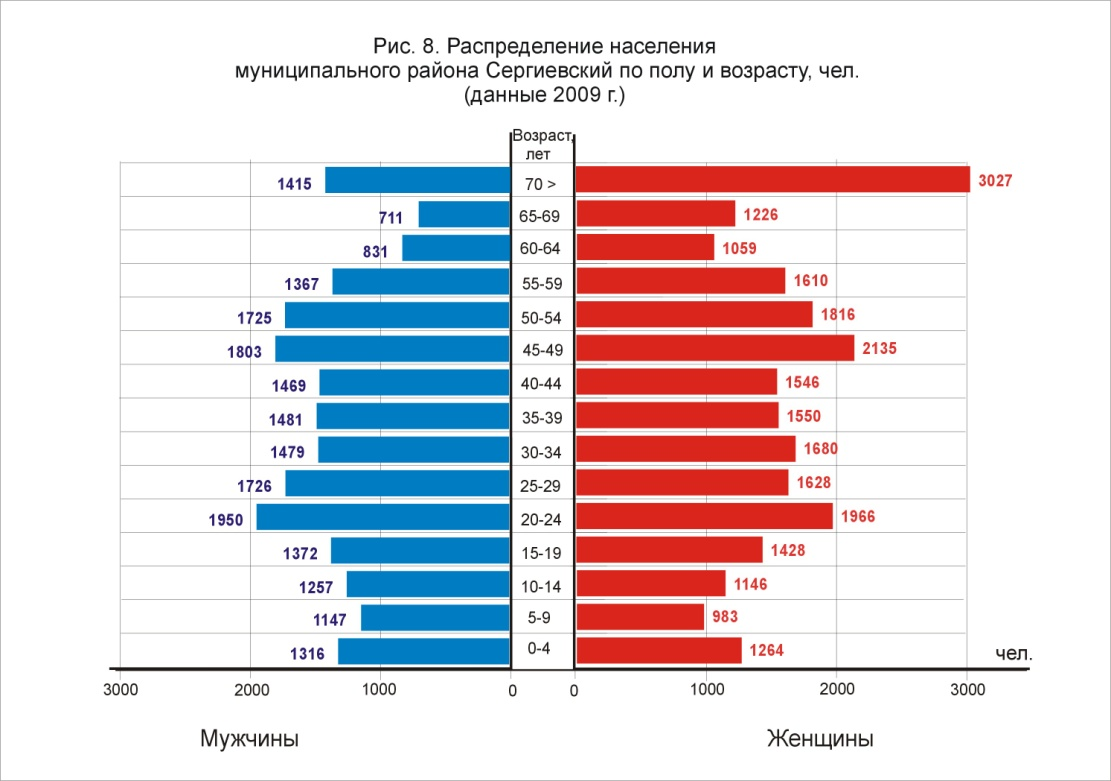 Рис. 8. Распределение населения
муниципального района Сергиевский по полу и возрасту, чел.
(данные 2009 г.)
Возраст,
лет
1415 70 > 3027
711 65-69 1226
831 60-64 1059
1367 55-59 1610
1725 50-54 1816
1803 45-49 2135
1469 40-44 1546
1481 35-39 1550
1479 30-34 1680
1726 25-29 1628
1950 20-24 1966
1372 15-19 1428
1257 10-14 1146
1147 5-9 983
1316 0-4 1264
чел.
3000 2000 1000 0 0 1000 2000 3000
Мужчины Женщины